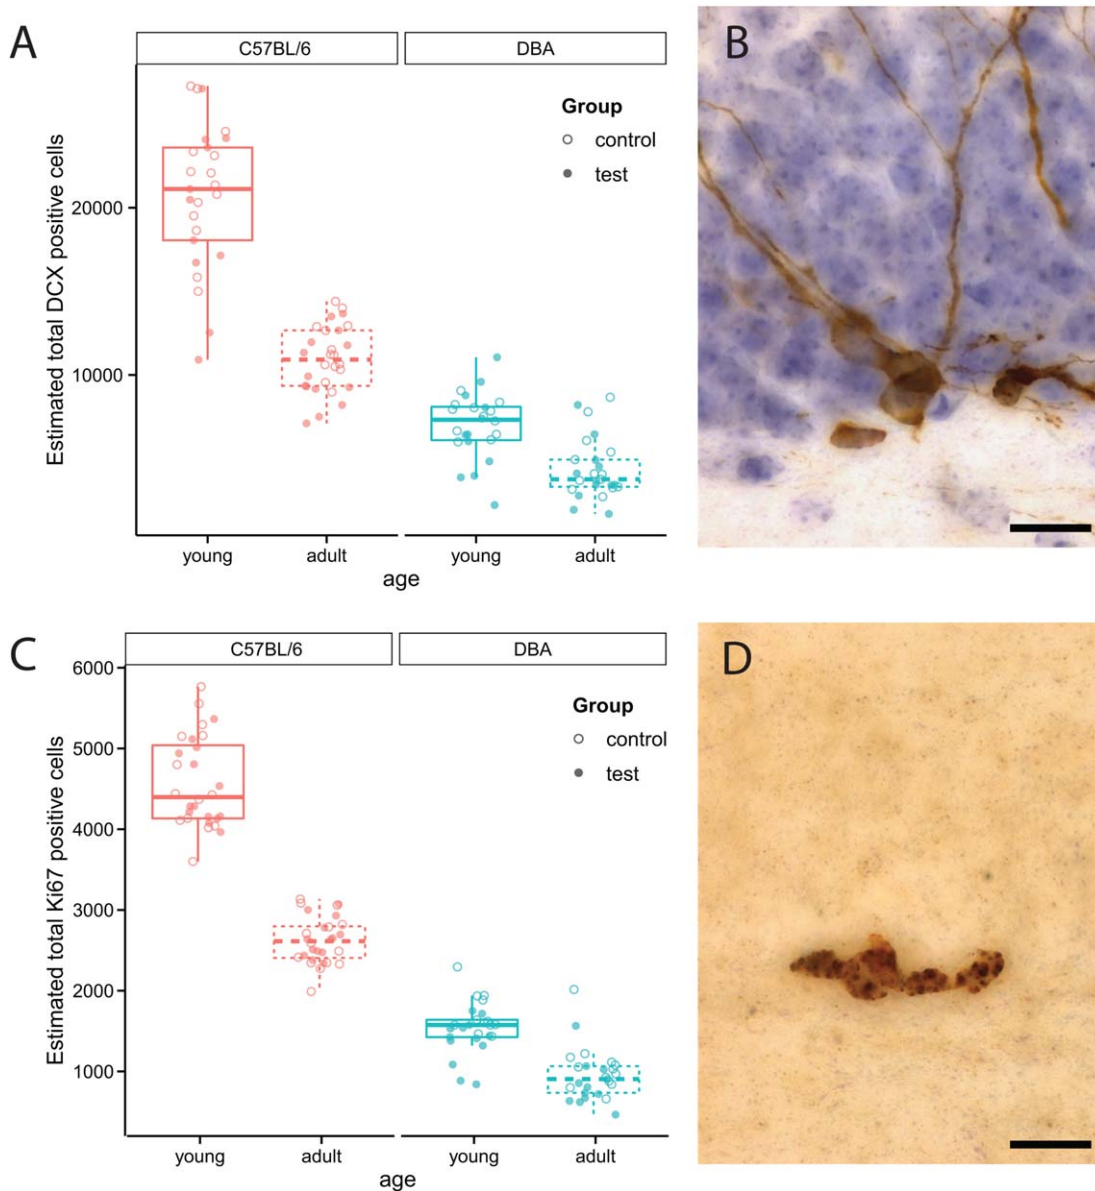 A
C57BL/6
DBA
Group
control
test
Estimated total DCX positive cells
20000
10000
young
adult
young
adult
age
B
C
C57BL/6
DBA
Group
control
test
Estimated total Ki67 positive cells
6000
5000
4000
3000
2000
1000
young
adult
young
adult
age
D